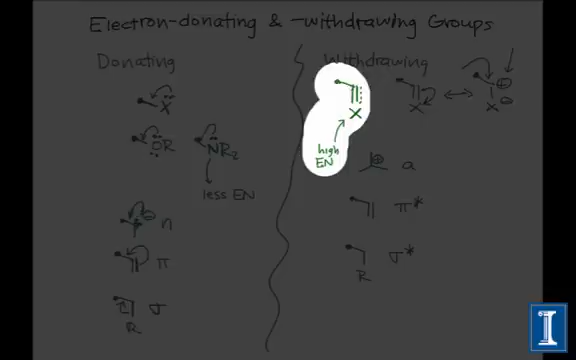 Electron-donating & -withdrawing Groups
Donating
Withdrawing
X
X
X
X
OR
NR2
high EN
less EN
a
n
π*
π
σ*
R
σ
R
I